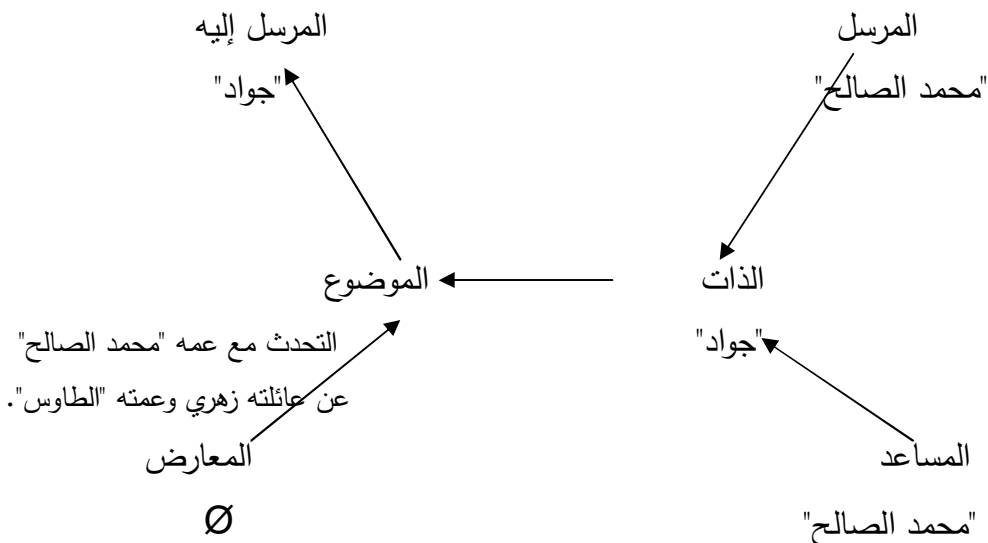 المرسل
المرسل إليه
"محمد الصالح"
"جواد"
الذات
الموضوع
"جواد"
التحدث مع عمه "محمد الصالح"
عن عائلته زهري وعمته "الطاوس".
المساعد
المعارض
"محمد الصالح"
Ø